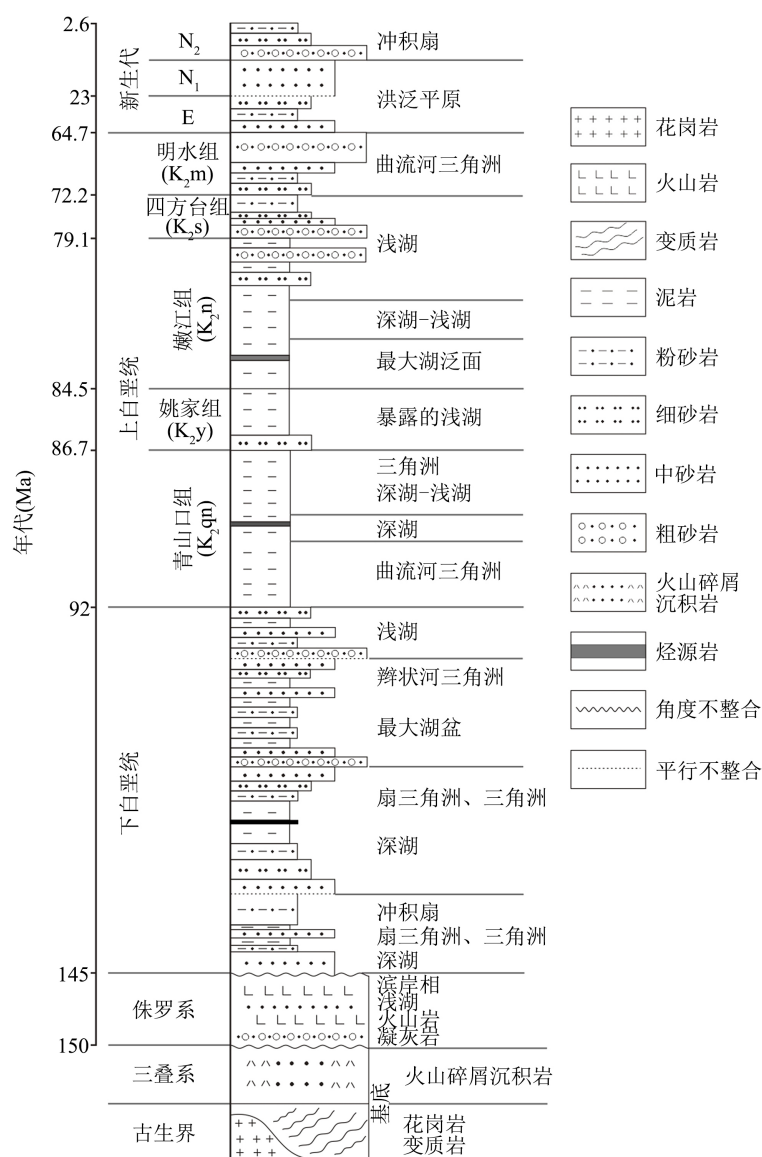 年代(Ma)
2.6
23
64.7
72.2
79.1
84.5
86.7
92
145
150
新生代
N₂
N₁
E
上白垩统
明水组
(K₂m)
四方台组
(K₂s)
嫩江组
(K₂n)
姚家组
(K₂y)
青山口组
(K₂qn)
下白垩统
侏罗系
三叠系
古生界
冲积扇
洪泛平原
曲流河三角洲
浅湖
深湖-浅湖
最大湖泛面
暴露的浅湖
三角洲
深湖-浅湖
深湖
曲流河三角洲
浅湖
辫状河三角洲
最大湖盆
扇三角洲、三角洲
深湖
冲积扇
扇三角洲、三角洲
深湖
滨岸相
浅湖
火山岩
凝灰岩
基底
火山碎屑沉积岩
花岗岩
变质岩
花岗岩
火山岩
变质岩
泥岩
粉砂岩
细砂岩
中砂岩
粗砂岩
火山碎屑
沉积岩
烃源岩
角度不整合
平行不整合